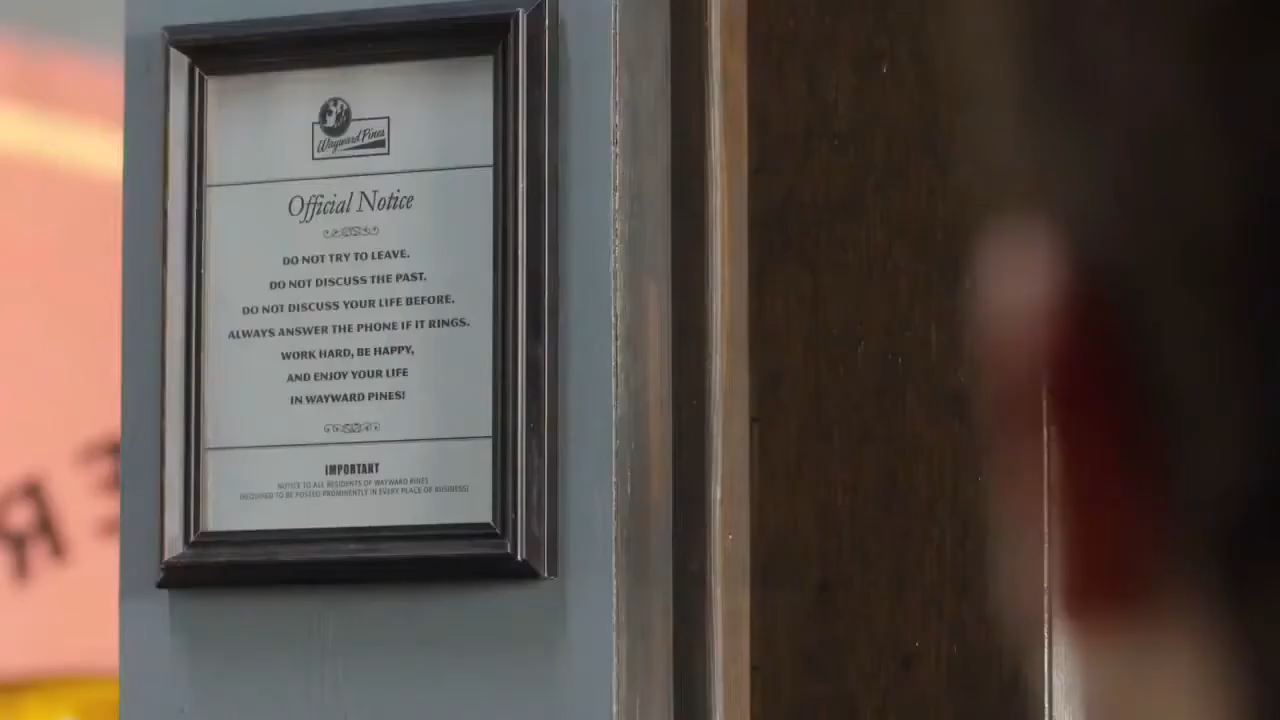 Wayward Pines
Official Notice
DO NOT TRY TO LEAVE.
DO NOT DISCUSS THE PAST.
DO NOT DISCUSS YOUR LIFE BEFORE.
ALWAYS ANSWER THE PHONE IF IT RINGS.
WORK HARD, BE HAPPY,
AND ENJOY YOUR LIFE
IN WAYWARD PINES!
IMPORTANT
NOTICE TO ALL RESIDENTS OF WAYWARD PINES
(REQUIRED TO BE POSTED PROMINENTLY IN EVERY PLACE OF BUSINESS)